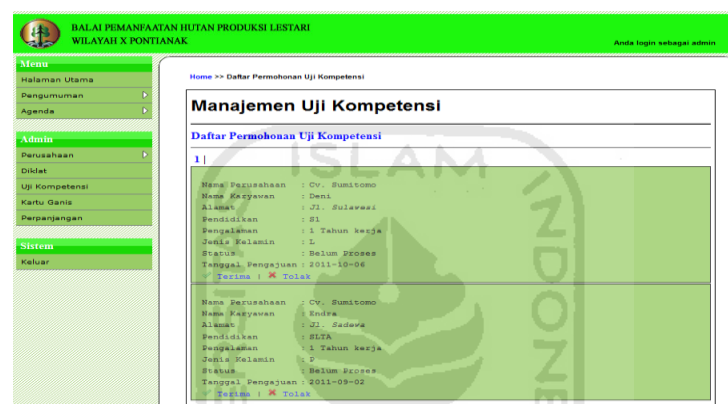 BALAI PEMANFAATAN HUTAN PRODUKSI LESTARI
WILAYAH X PONTIANAK
Anda login sebagai admin
Menu
Halaman Utama
Pengumuman
Agenda
Admin
Perusahaan
Diklat
Uji Kompetensi
Kartu Ganis
Perpanjangan
Sistem
Keluar
Home >> Daftar Permohonan Uji Kompetensi
Manajemen Uji Kompetensi
Daftar Permohonan Uji Kompetensi
1 |
Nama Perusahaan : Cv. Sumitomo
Nama Karyawan : Deni
Alamat : Jl. Sulawesi
Pendidikan : S1
Pengalaman : 1 Tahun kerja
Jenis Kelamin : L
Status : Belum Proses
Tanggal Pengajuan : 2011-10-06
Terima | Tolak
Nama Perusahaan : Cv. Sumitomo
Nama Karyawan : Endra
Alamat : Jl. Sadewa
Pendidikan : SLTA
Pengalaman : 1 Tahun kerja
Jenis Kelamin : P
Status : Belum Proses
Tanggal Pengajuan : 2011-09-02
Terima | Tolak
ISLAM